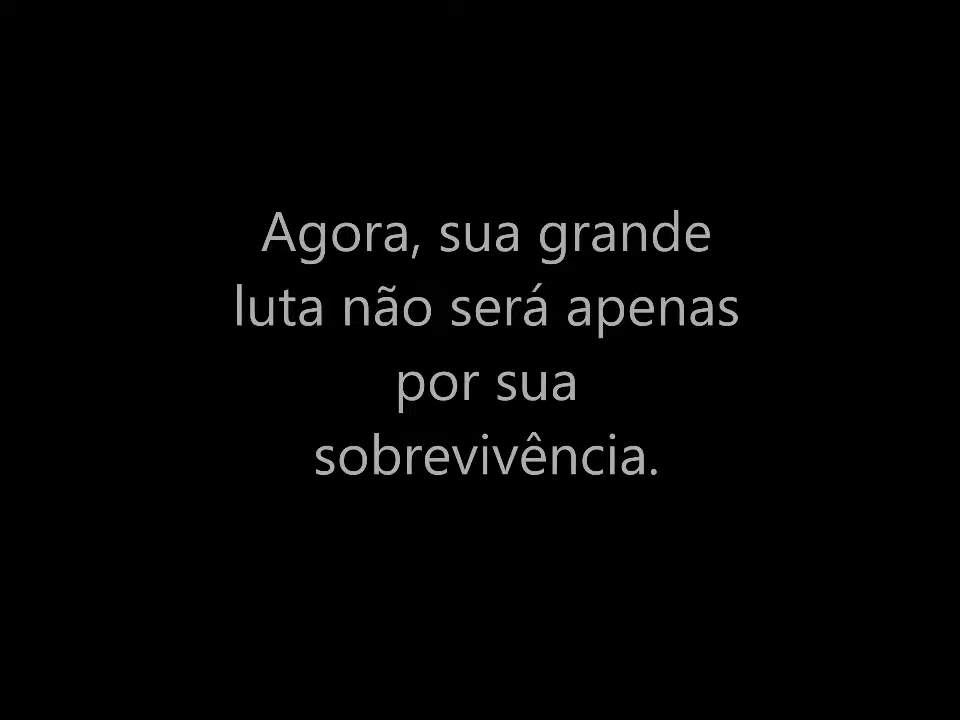 Agora, sua grande
luta não será apenas
por sua
sobrevivência.